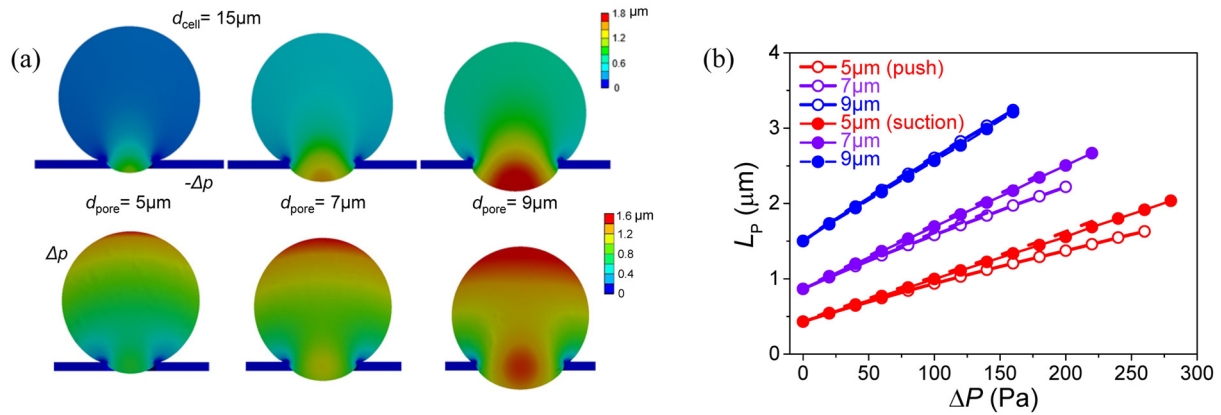 (a)
d_cell = 15µm
1.8 µm
1.2
0.6
0
-Δp
d_pore = 5µm
d_pore = 7µm
d_pore = 9µm
Δp
1.6 µm
1.2
0.8
0.4
0
(b)
5µm (push)
7µm
9µm
5µm (suction)
7µm
9µm
L_P (µm)
4
3
2
1
0
0 50 100 150 200 250 300
ΔP (Pa)